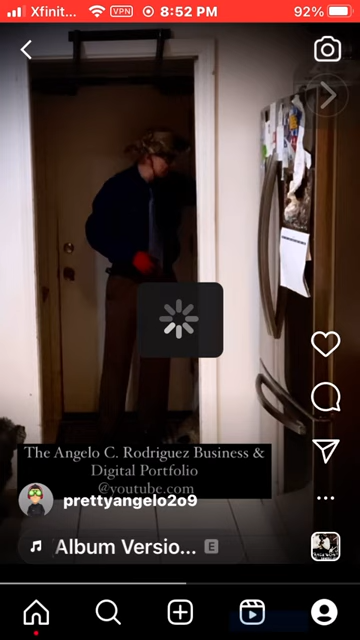 Xfinit... VPN 8:52 PM 92%
The Angelo C. Rodriguez Business &
Digital Portfolio
@youtube.com
prettyangelo2o9
Album Versio... E